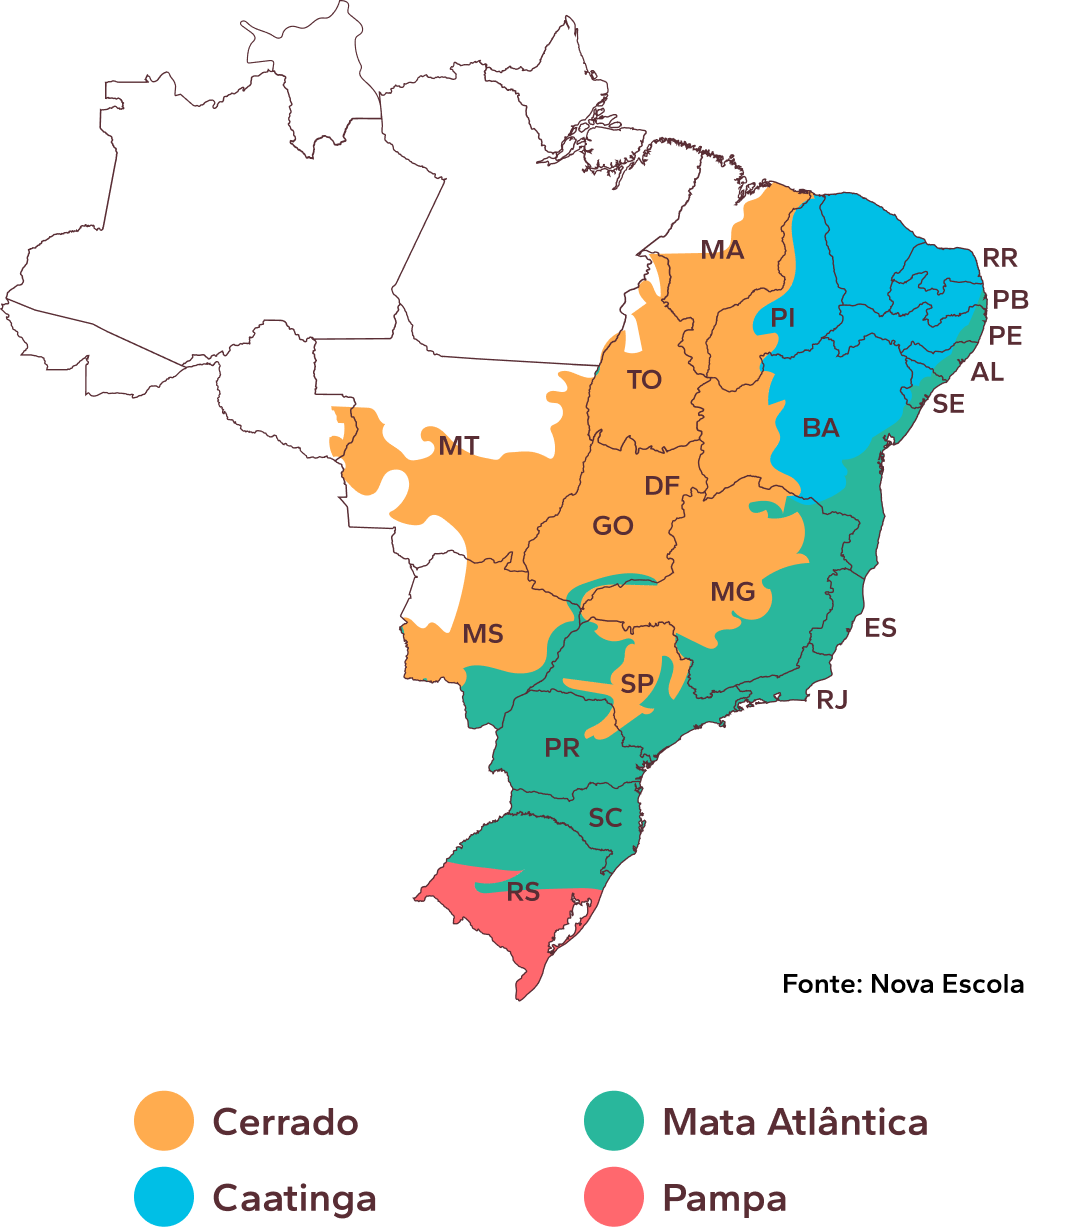 MA
RR
PI
PB
PE
TO
AL
SE
BA
MT
DF
GO
MG
MS
ES
SP
RJ
PR
SC
RS
Fonte: Nova Escola
Cerrado
Mata Atlântica
Caatinga
Pampa